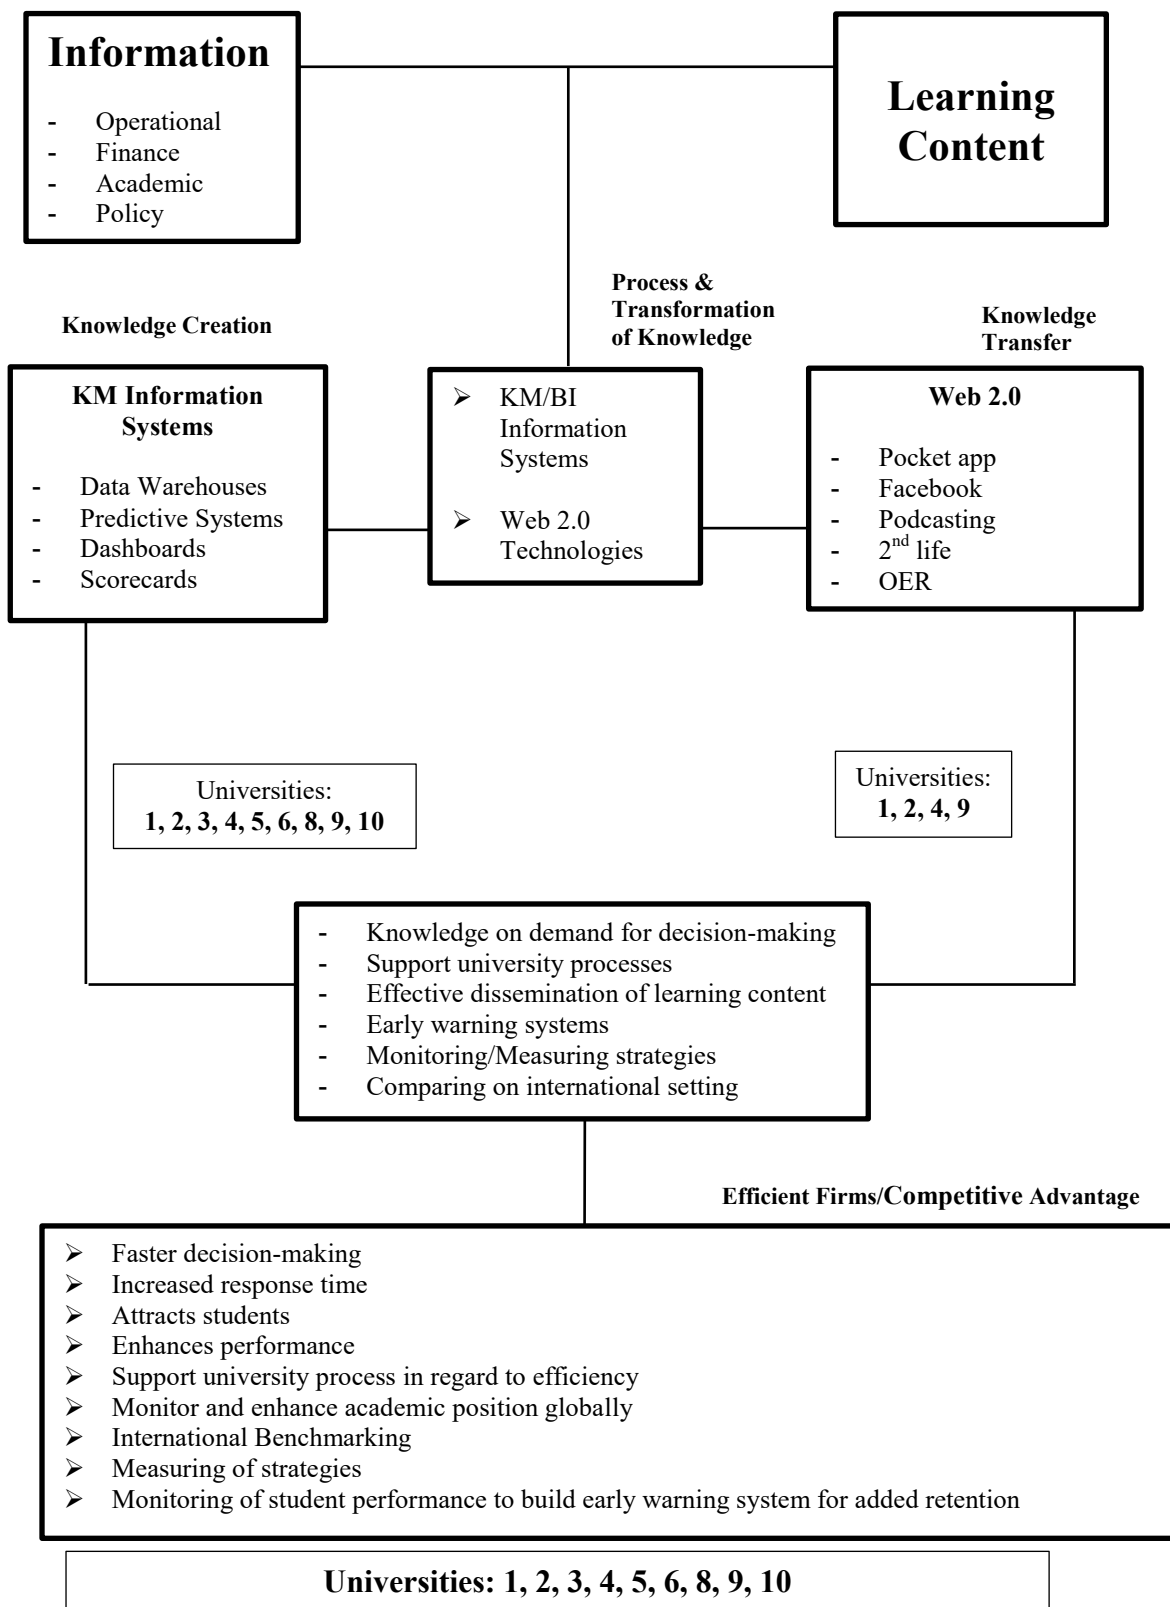 Information
- Operational
- Finance
- Academic
- Policy
Learning
Content
Knowledge Creation
Process &
Transformation
of Knowledge
Knowledge
Transfer
KM Information
Systems
- Data Warehouses
- Predictive Systems
- Dashboards
- Scorecards
➢ KM/BI
Information
Systems
➢ Web 2.0
Technologies
Web 2.0
- Pocket app
- Facebook
- Podcasting
- 2nd life
- OER
Universities:
1, 2, 3, 4, 5, 6, 8, 9, 10
Universities:
1, 2, 4, 9
- Knowledge on demand for decision-making
- Support university processes
- Effective dissemination of learning content
- Early warning systems
- Monitoring/Measuring strategies
- Comparing on international setting
Efficient Firms/Competitive Advantage
➢ Faster decision-making
➢ Increased response time
➢ Attracts students
➢ Enhances performance
➢ Support university process in regard to efficiency
➢ Monitor and enhance academic position globally
➢ International Benchmarking
➢ Measuring of strategies
➢ Monitoring of student performance to build early warning system for added retention
Universities: 1, 2, 3, 4, 5, 6, 8, 9, 10